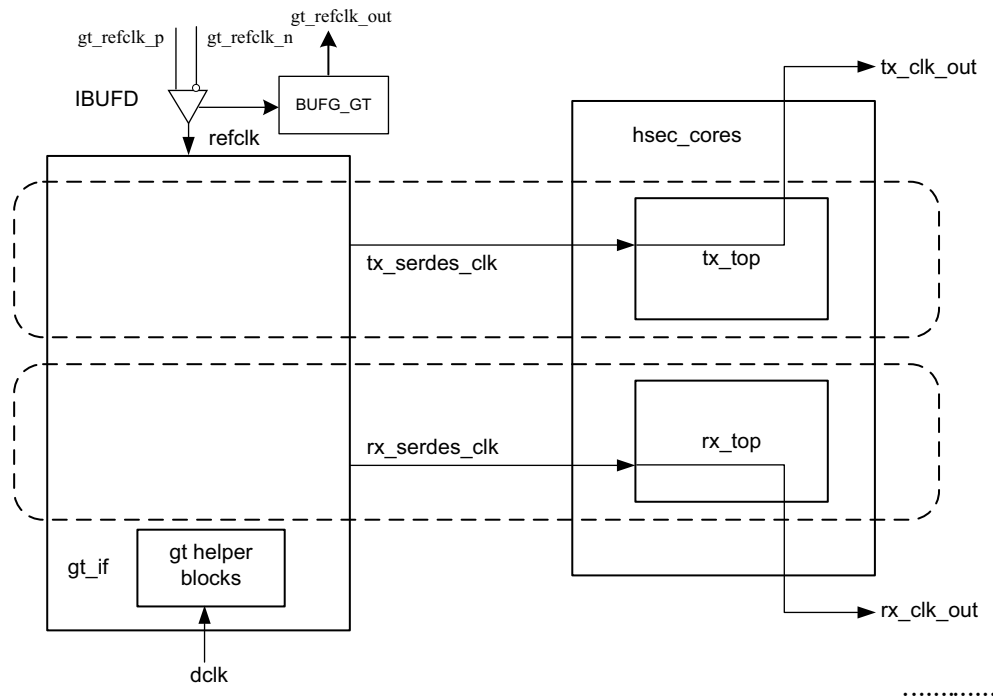 gt_refclk_out
gt_refclk_p
gt_refclk_n
IBUFD
BUFG_GT
refclk
tx_clk_out
hsec_cores
tx_serdes_clk
tx_top
rx_serdes_clk
rx_top
gt_if
gt helper
blocks
rx_clk_out
dclk